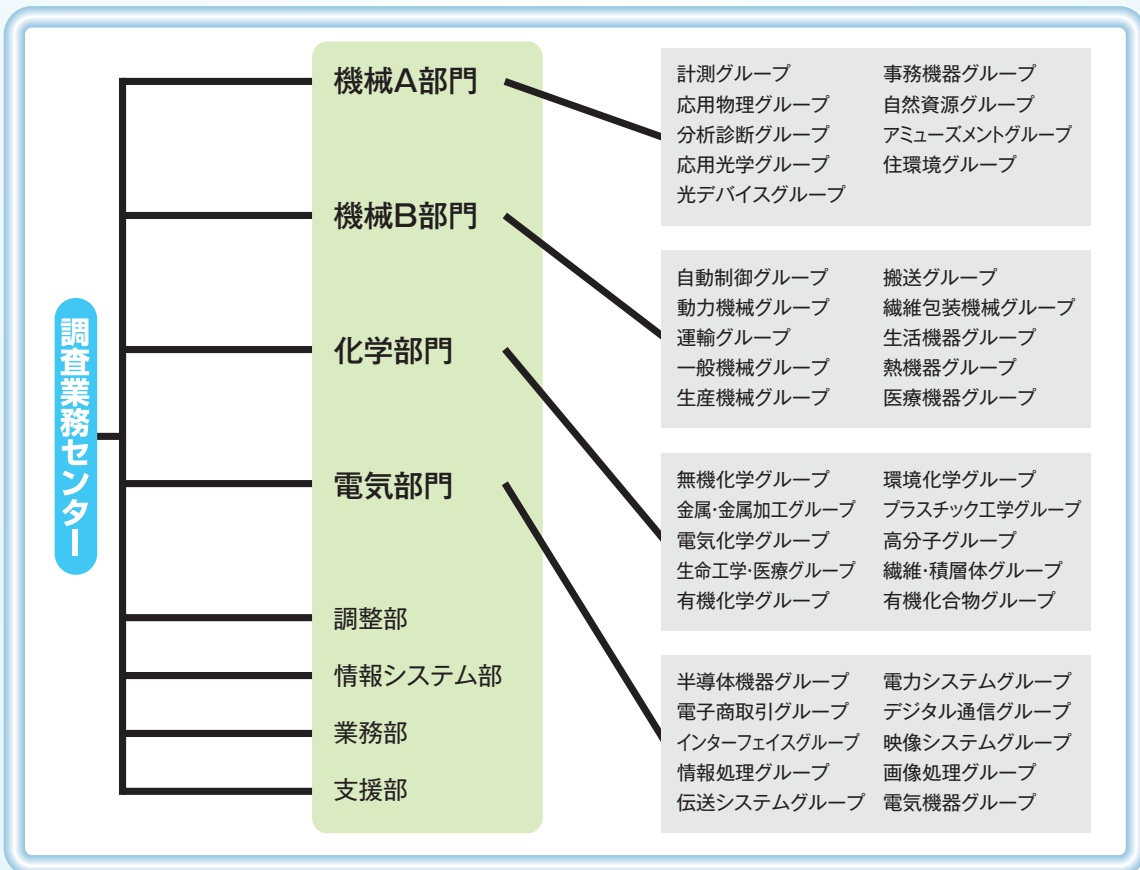 調査業務センター
機械A部門
計測グループ
応用物理グループ
分析診断グループ
応用光学グループ
光デバイスグループ
事務機器グループ
自然資源グループ
アミューズメントグループ
住環境グループ
機械B部門
自動制御グループ
動力機械グループ
運輸グループ
一般機械グループ
生産機械グループ
搬送グループ
繊維包装機械グループ
生活機器グループ
熱機器グループ
医療機器グループ
化学部門
無機化学グループ
金属・金属加工グループ
電気化学グループ
生命工学・医療グループ
有機化学グループ
環境化学グループ
プラスチック工学グループ
高分子グループ
繊維・積層体グループ
有機化合物グループ
電気部門
半導体機器グループ
電子商取引グループ
インターフェイスグループ
情報処理グループ
伝送システムグループ
電力システムグループ
デジタル通信グループ
映像システムグループ
画像処理グループ
電気機器グループ
調整部
情報システム部
業務部
支援部